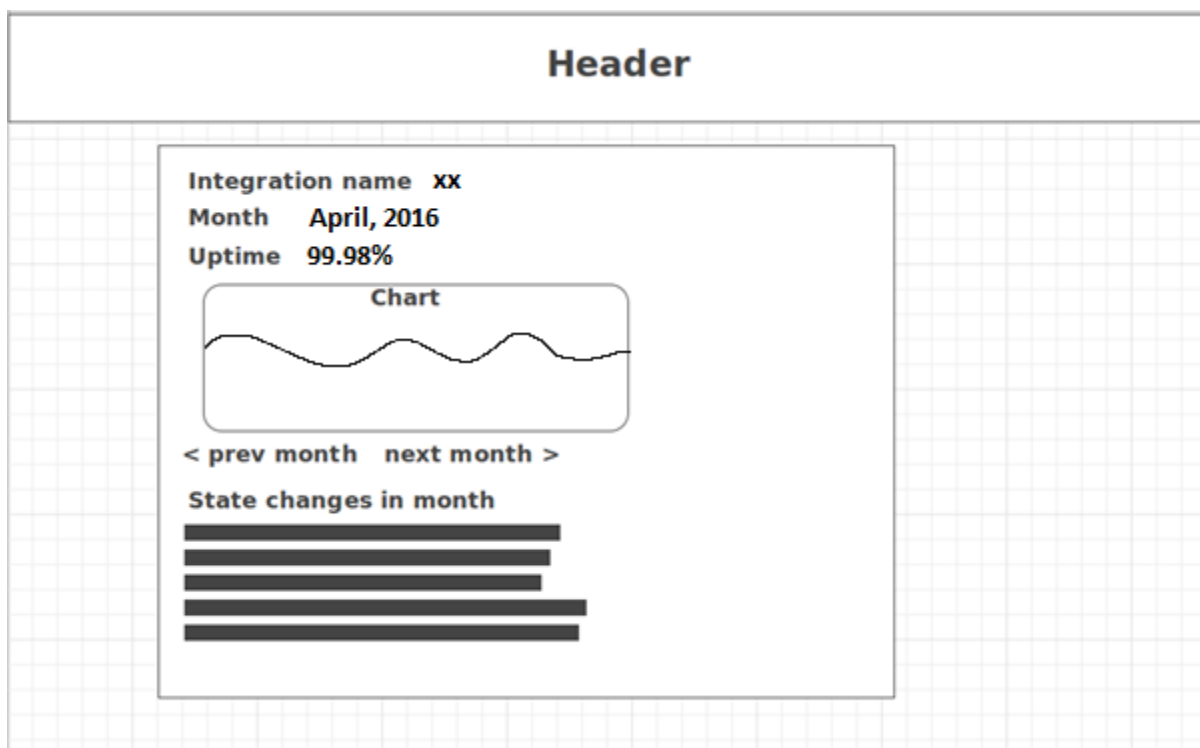 Header
Integration name xx
Month April, 2016
Uptime 99.98%
Chart
< prev month next month >
State changes in month